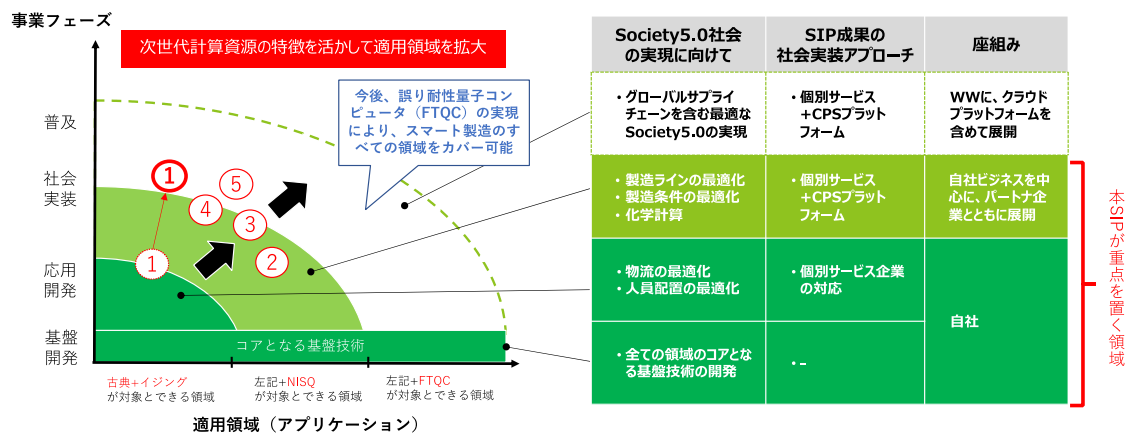 事業フェーズ
次世代計算資源の特徴を活かして適用領域を拡大
今後、誤り耐性量子コン
ピュータ（FTQC）の実現
により、スマート製造のす
べての領域をカバー可能
普及
社会
実装
応用
開発
基盤
開発
1
5
4
3
1
2
コアとなる基盤技術
古典+イジング
が対象とできる領域
左記+NISQ
が対象とできる領域
左記+FTQC
が対象とできる領域
適用領域（アプリケーション）
Society5.0社会
の実現に向けて
SIP成果の
社会実装アプローチ
座組み
・グローバルサプライ
チェーンを含む最適な
Society5.0の実現
・個別サービス
+CPSプラット
フォーム
WWに、クラウド
プラットフォームを
含めて展開
・製造ラインの最適化
・製造条件の最適化
・化学計算
・個別サービス
+CPSプラット
フォーム
自社ビジネスを中
心に、パートナ企
業とともに展開
・物流の最適化
・人員配置の最適化
・個別サービス企業
の対応
自社
・全ての領域のコアとな
る基盤技術の開発
・-
本SIPが重点を置く領域